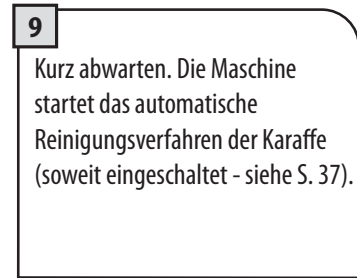 9
Kurz abwarten. Die Maschine
startet das automatische
Reinigungsverfahren der Karaffe
(soweit eingeschaltet - siehe S. 37).